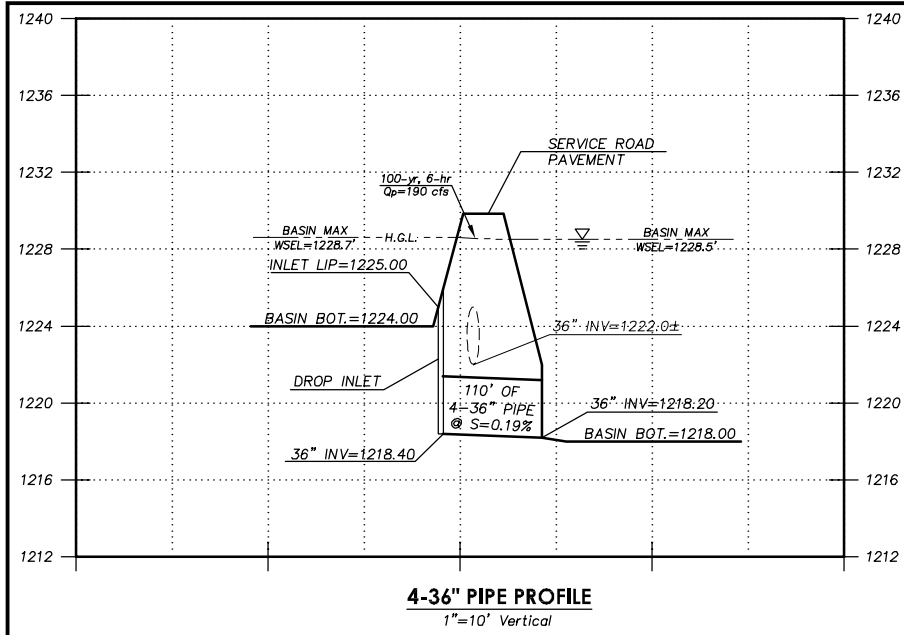 1240
1240
1236
1236
SERVICE ROAD
PAVEMENT
1232
1232
100-yr, 6-hr
Qp=190 cfs
BASIN MAX
WSEL=1228.7'
H.G.L.
BASIN MAX
WSEL=1228.5'
1228
1228
INLET LIP=1225.00
BASIN BOT.=1224.00
1224
1224
36" INV=1222.0±
DROP INLET
110' OF
4-36" PIPE
@ S=0.19%
36" INV=1218.20
1220
1220
BASIN BOT.=1218.00
36" INV=1218.40
1216
1216
1212
1212
4-36" PIPE PROFILE
1"=10' Vertical